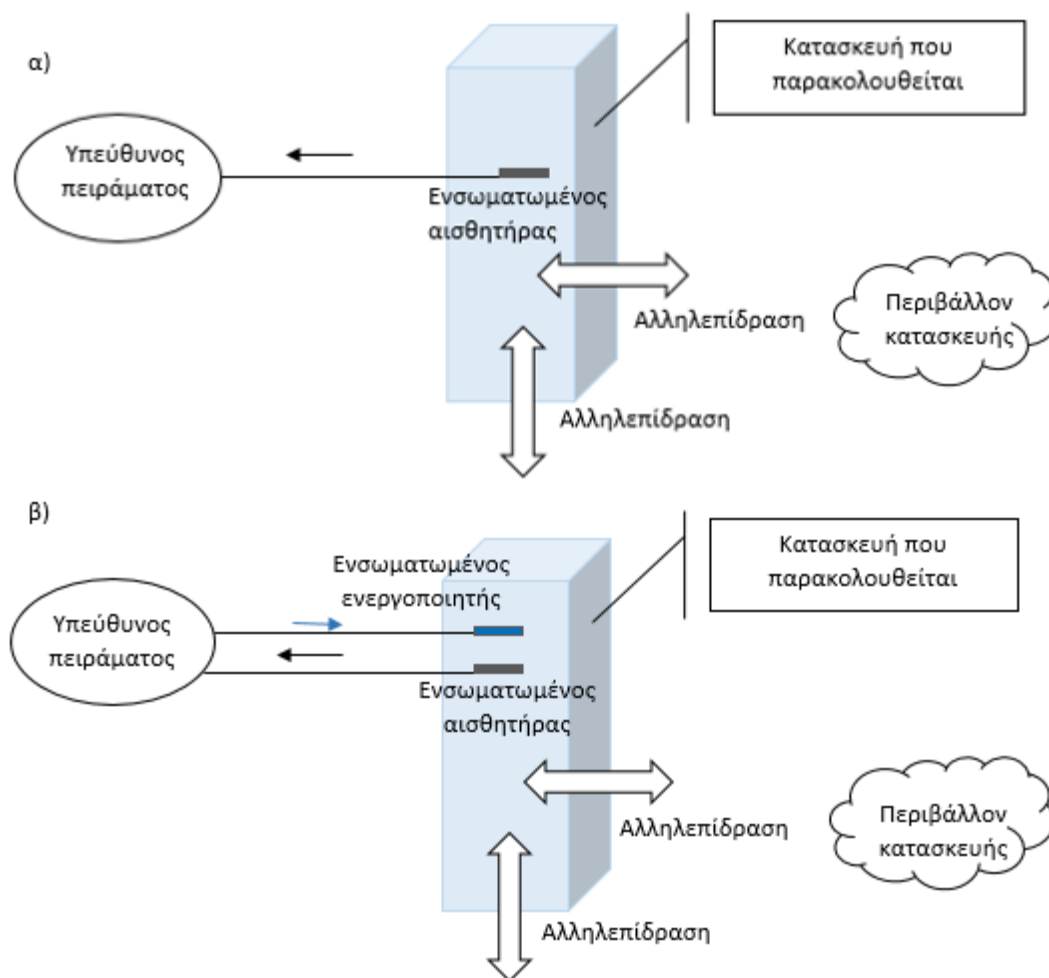 α)
Κατασκευή που
παρακολουθείται
Υπεύθυνος
πειράματος
Ενσωματωμένος
αισθητήρας
Αλληλεπίδραση
Περιβάλλον
κατασκευής
Αλληλεπίδραση
β)
Κατασκευή που
παρακολουθείται
Ενσωματωμένος
ενεργοποιητής
Υπεύθυνος
πειράματος
Ενσωματωμένος
αισθητήρας
Αλληλεπίδραση
Περιβάλλον
κατασκευής
Αλληλεπίδραση